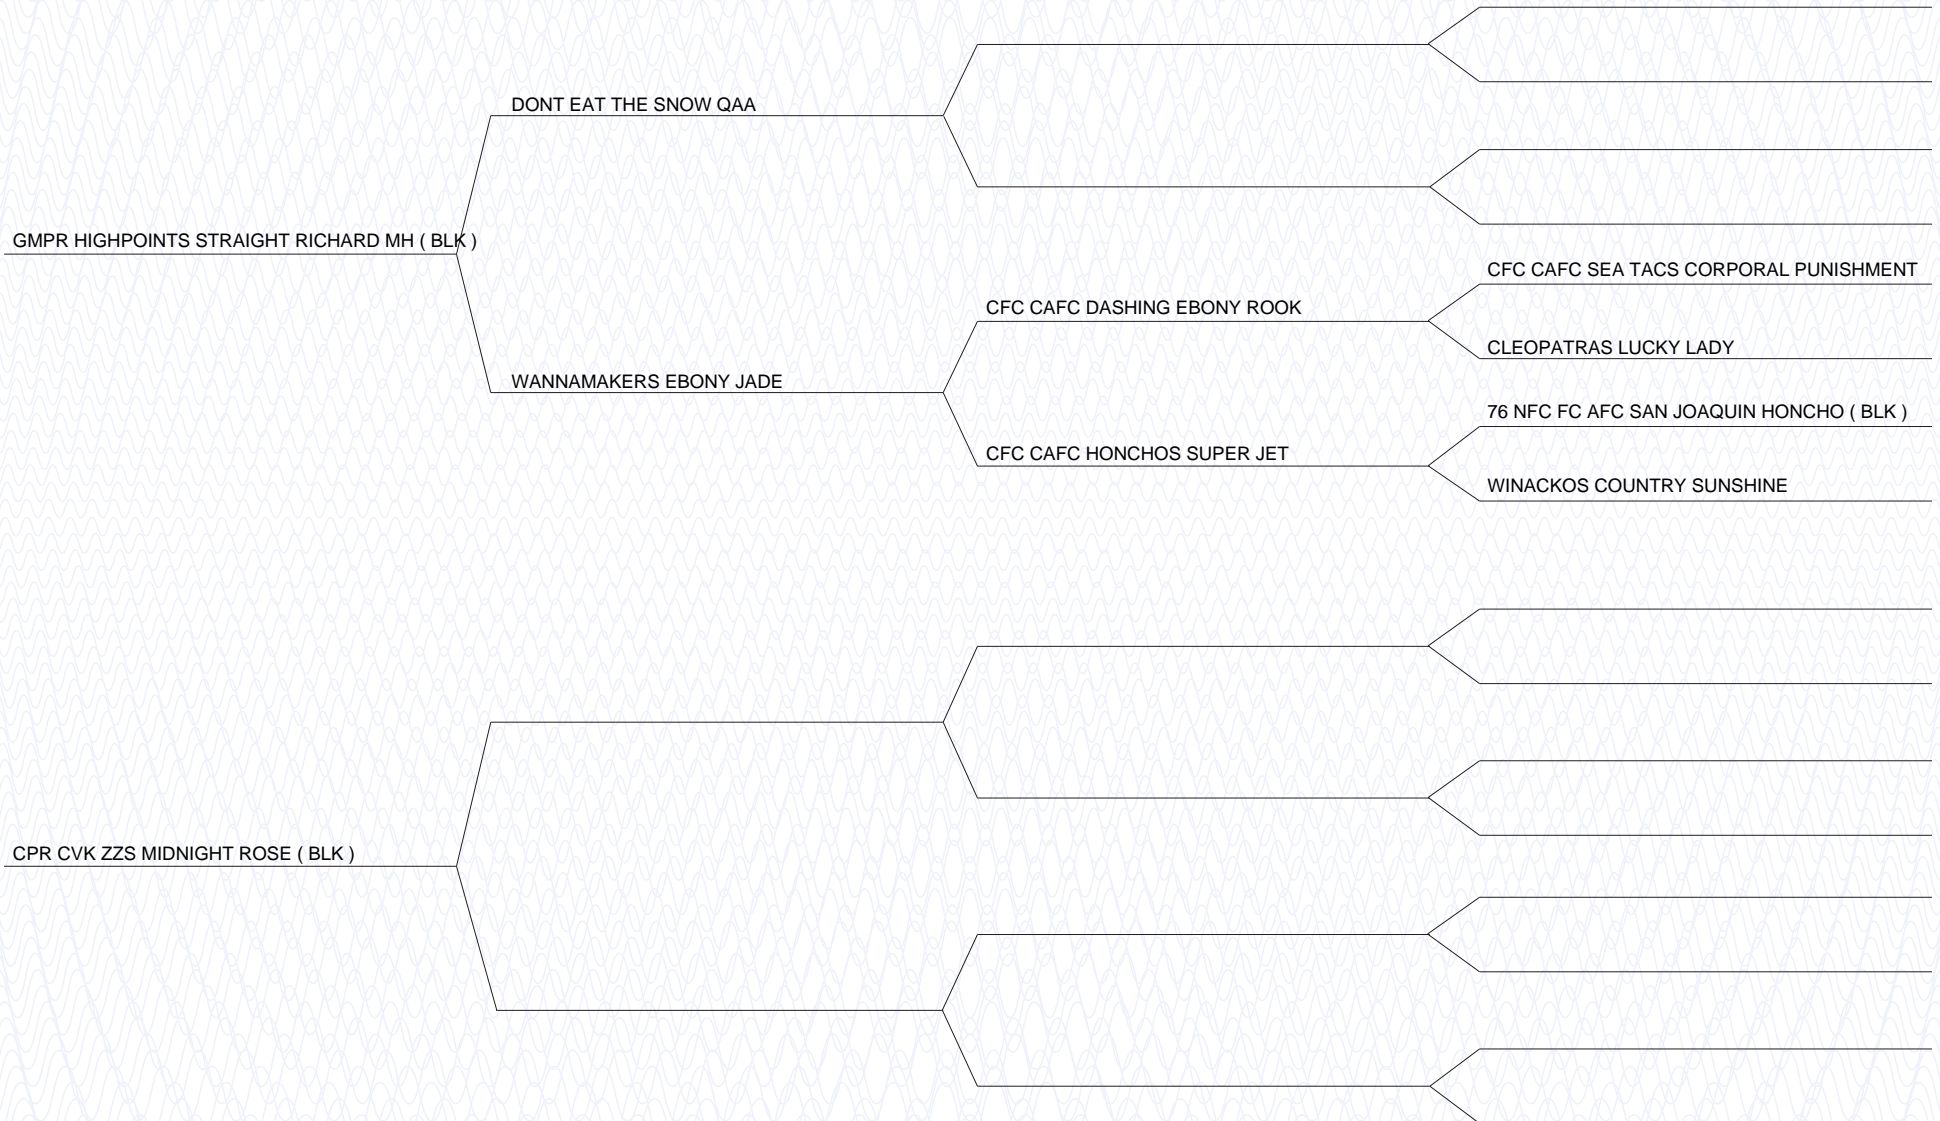 DONT EAT THE SNOW QAA
GMPR HIGHPOINTS STRAIGHT RICHARD MH ( BLK )
CFC CAFC SEA TACS CORPORAL PUNISHMENT
CFC CAFC DASHING EBONY ROOK
CLEOPATRAS LUCKY LADY
WANNAMAKERS EBONY JADE
76 NFC FC AFC SAN JOAQUIN HONCHO ( BLK )
CFC CAFC HONCHOS SUPER JET
WINACKOS COUNTRY SUNSHINE
CPR CVK ZZS MIDNIGHT ROSE ( BLK )